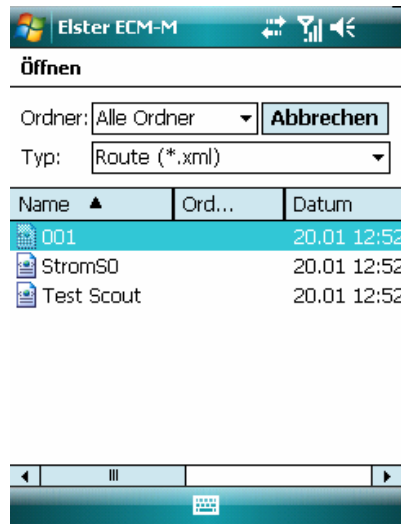 Elster ECM-M
Öffnen
Ordner: Alle Ordner Abbrechen
Typ: Route (*.xml)
Name Ord... Datum
001 20.01 12:52
StromS0 20.01 12:52
Test Scout 20.01 12:52